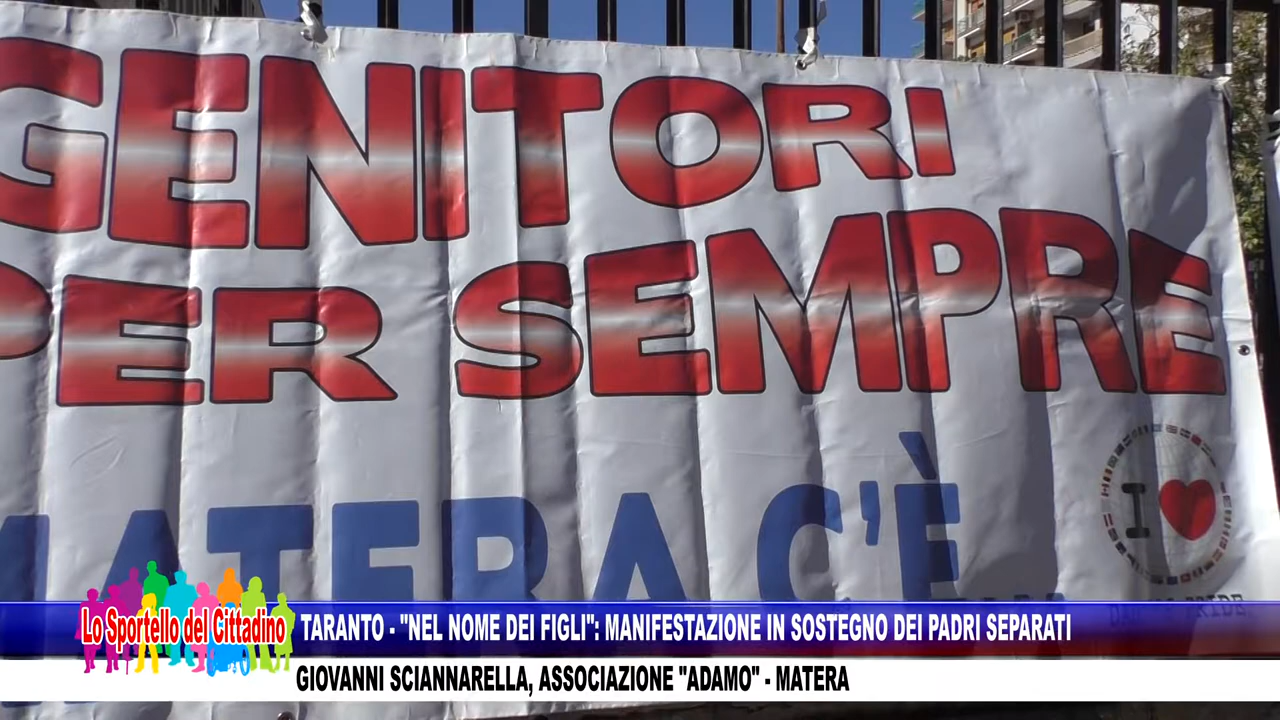 GENITORI
PER SEMPRE
MATERA C'È
I
Lo Sportello del Cittadino
TARANTO - "NEL NOME DEI FIGLI": MANIFESTAZIONE IN SOSTEGNO DEI PADRI SEPARATI
GIOVANNI SCIANNARELLA, ASSOCIAZIONE "ADAMO" - MATERA